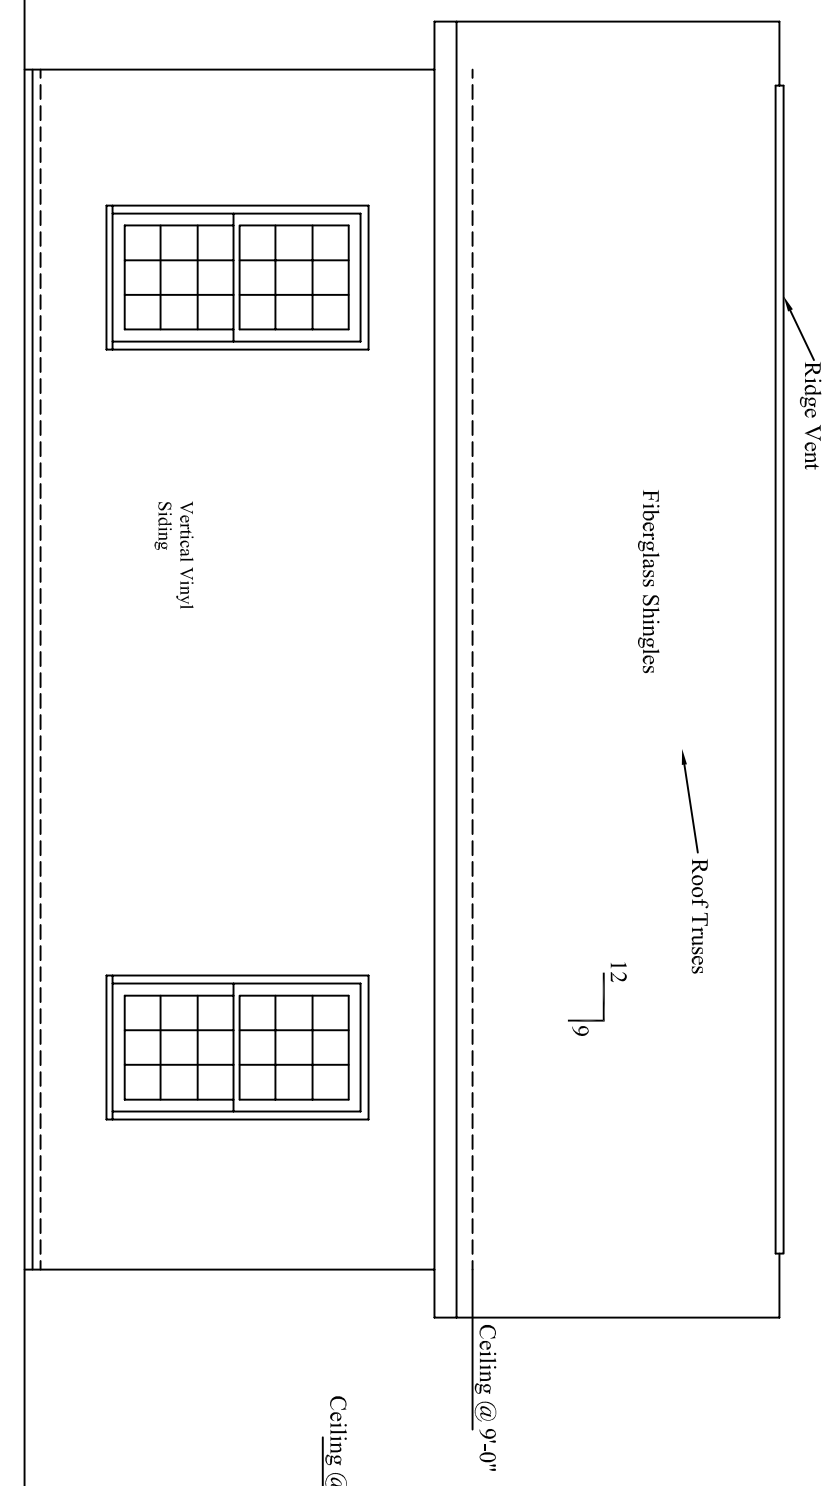 Ridge Vent
Fiberglass Shingles
Roof Truses
12
9
Ceiling @ 9'-0"
Ceiling @
Vertical Vinyl
Siding